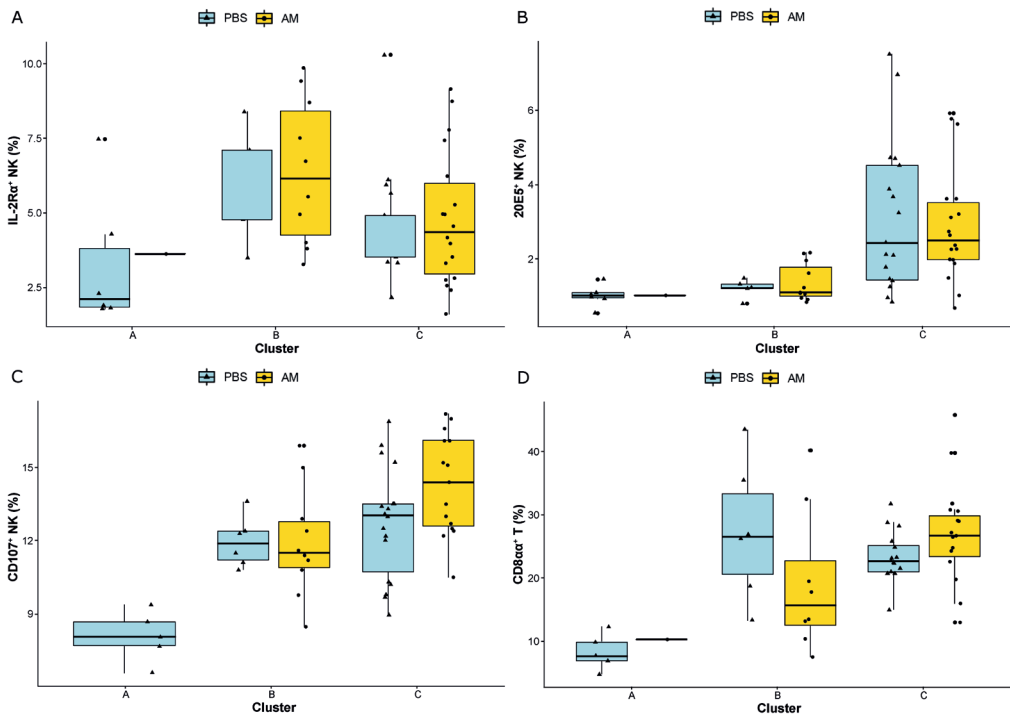 A
PBS AM
IL-2Rα⁺ NK (%)
10.0
7.5
5.0
2.5
A B C
Cluster
B
PBS AM
20E5⁺ NK (%)
6
4
2
A B C
Cluster
C
PBS AM
CD107⁺ NK (%)
15
12
9
A B C
Cluster
D
PBS AM
CD8αα⁺ T (%)
40
30
20
10
A B C
Cluster